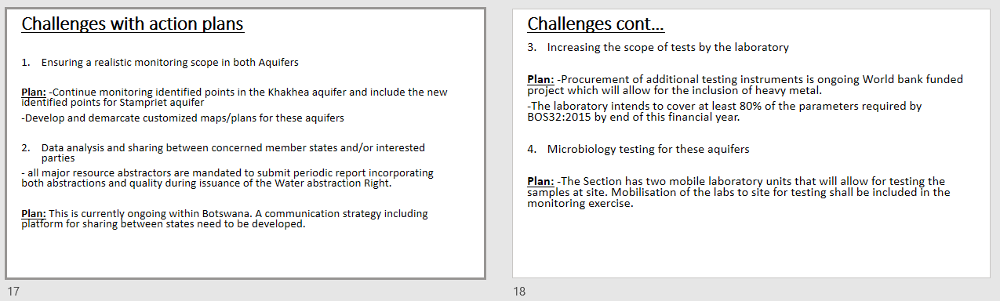 Challenges with action plans
1. Ensuring a realistic monitoring scope in both Aquifers
Plan: -Continue monitoring identified points in the Khakhea aquifer and include the new
identified points for Stampriet aquifer
-Develop and demarcate customized maps/plans for these aquifers
2. Data analysis and sharing between concerned member states and/or interested
parties
- all major resource abstractors are mandated to submit periodic report incorporating
both abstractions and quality during issuance of the Water abstraction Right.
Plan: This is currently ongoing within Botswana. A communication strategy including
platform for sharing between states need to be developed.
17
Challenges cont...
3. Increasing the scope of tests by the laboratory
Plan: -Procurement of additional testing instruments is ongoing World bank funded
project which will allow for the inclusion of heavy metal.
-The laboratory intends to cover at least 80% of the parameters required by
BOS32:2015 by end of this financial year.
4. Microbiology testing for these aquifers
Plan: -The Section has two mobile laboratory units that will allow for testing the
samples at site. Mobilisation of the labs to site for testing shall be included in the
monitoring exercise.
18